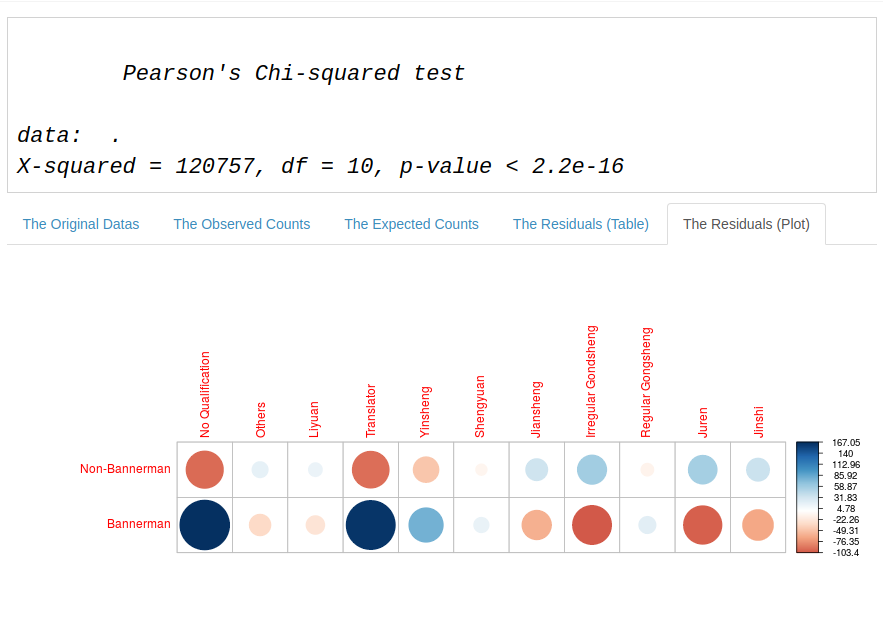 Pearson's Chi-squared test
data:  .
X-squared = 120757, df = 10, p-value < 2.2e-16
The Original Datas
The Observed Counts
The Expected Counts
The Residuals (Table)
The Residuals (Plot)
No Qualification
Others
Liyuan
Translator
Yinsheng
Shengyuan
Jiansheng
Irregular Gondsheng
Regular Gongsheng
Juren
Jinshi
Non-Bannerman
Bannerman
167.05
140
112.96
85.92
58.87
31.83
4.78
-22.26
-49.31
-76.35
-103.4